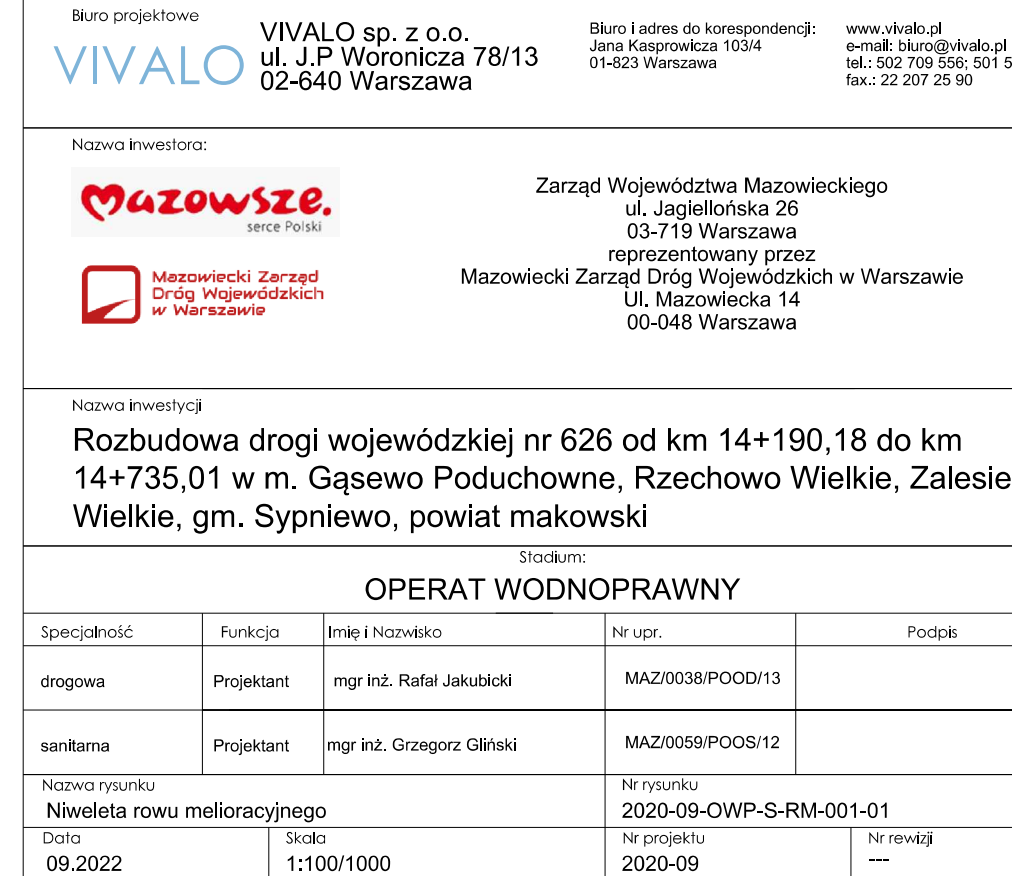 Biuro projektowe
VIVALO
VIVALO sp. z o.o.
ul. J.P Woronicza 78/13
02-640 Warszawa
Biuro i adres do korespondencji:
Jana Kasprowicza 103/4
01-823 Warszawa
www.vivalo.pl
e-mail: biuro@vivalo.pl
tel.: 502 709 556; 501 5
fax.: 22 207 25 90
Nazwa inwestora:
mazowsze.
serce Polski
Mazowiecki Zarząd
Dróg Wojewódzkich
w Warszawie
Zarząd Województwa Mazowieckiego
ul. Jagiellońska 26
03-719 Warszawa
reprezentowany przez
Mazowiecki Zarząd Dróg Wojewódzkich w Warszawie
Ul. Mazowiecka 14
00-048 Warszawa
Nazwa inwestycji
Rozbudowa drogi wojewódzkiej nr 626 od km 14+190,18 do km
14+735,01 w m. Gąsewo Poduchowne, Rzechowo Wielkie, Zalesie
Wielkie, gm. Sypniewo, powiat makowski
Stadium:
OPERAT WODNOPRAWNY
Specjalność Funkcja Imię i Nazwisko Nr upr. Podpis
drogowa Projektant mgr inż. Rafał Jakubicki MAZ/0038/POOD/13
sanitarna Projektant mgr inż. Grzegorz Gliński MAZ/0059/POOS/12
Nazwa rysunku Nr rysunku
Niweleta rowu melioracyjnego 2020-09-OWP-S-RM-001-01
Data Skala Nr projektu Nr rewizji
09.2022 1:100/1000 2020-09 ---